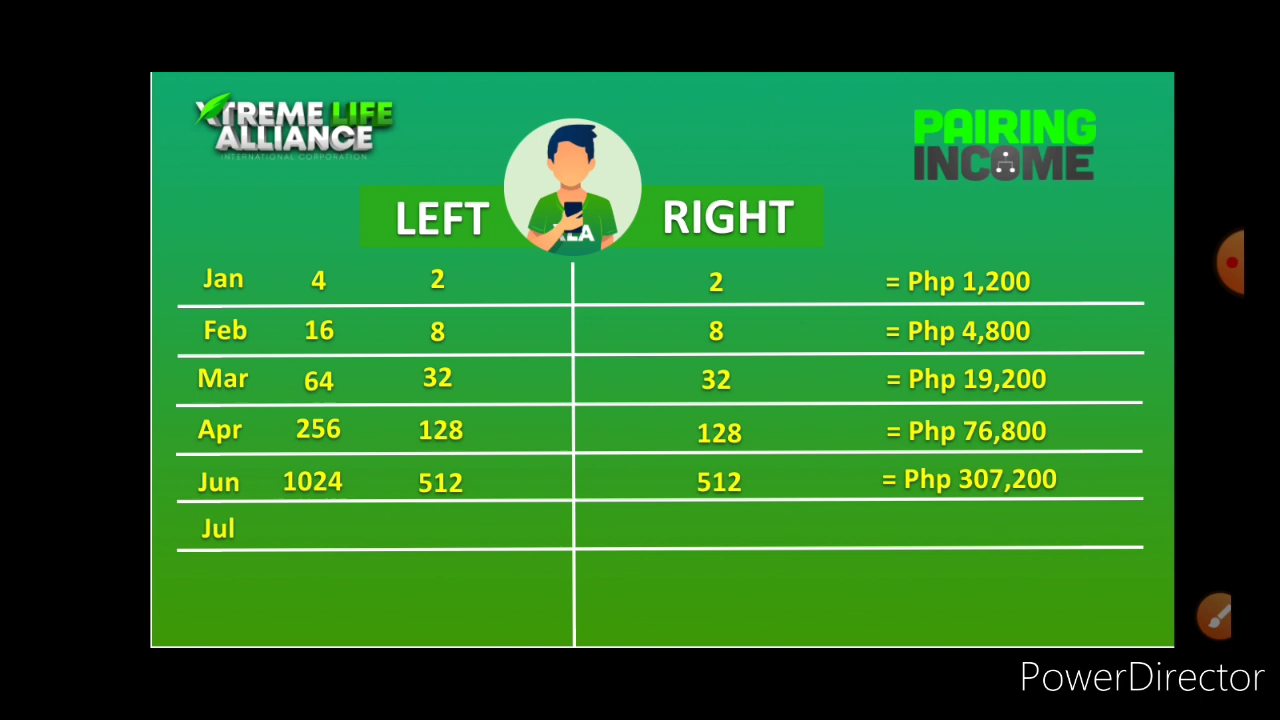 XTREME LIFE
ALLIANCE
INTERNATIONAL CORPORATION
PAIRING
INCOME
LEFT
RIGHT
XLA
Jan 4 2 2 = Php 1,200
Feb 16 8 8 = Php 4,800
Mar 64 32 32 = Php 19,200
Apr 256 128 128 = Php 76,800
Jun 1024 512 512 = Php 307,200
Jul
PowerDirector